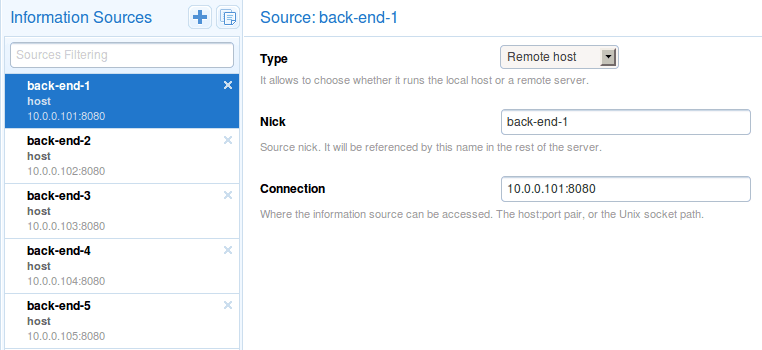 Information Sources
Sources Filtering
back-end-1
host
10.0.0.101:8080
back-end-2
host
10.0.0.102:8080
back-end-3
host
10.0.0.103:8080
back-end-4
host
10.0.0.104:8080
back-end-5
host
10.0.0.105:8080
Source: back-end-1
Type Remote host
It allows to choose whether it runs the local host or a remote server.
Nick back-end-1
Source nick. It will be referenced by this name in the rest of the server.
Connection 10.0.0.101:8080
Where the information source can be accessed. The host:port pair, or the Unix socket path.